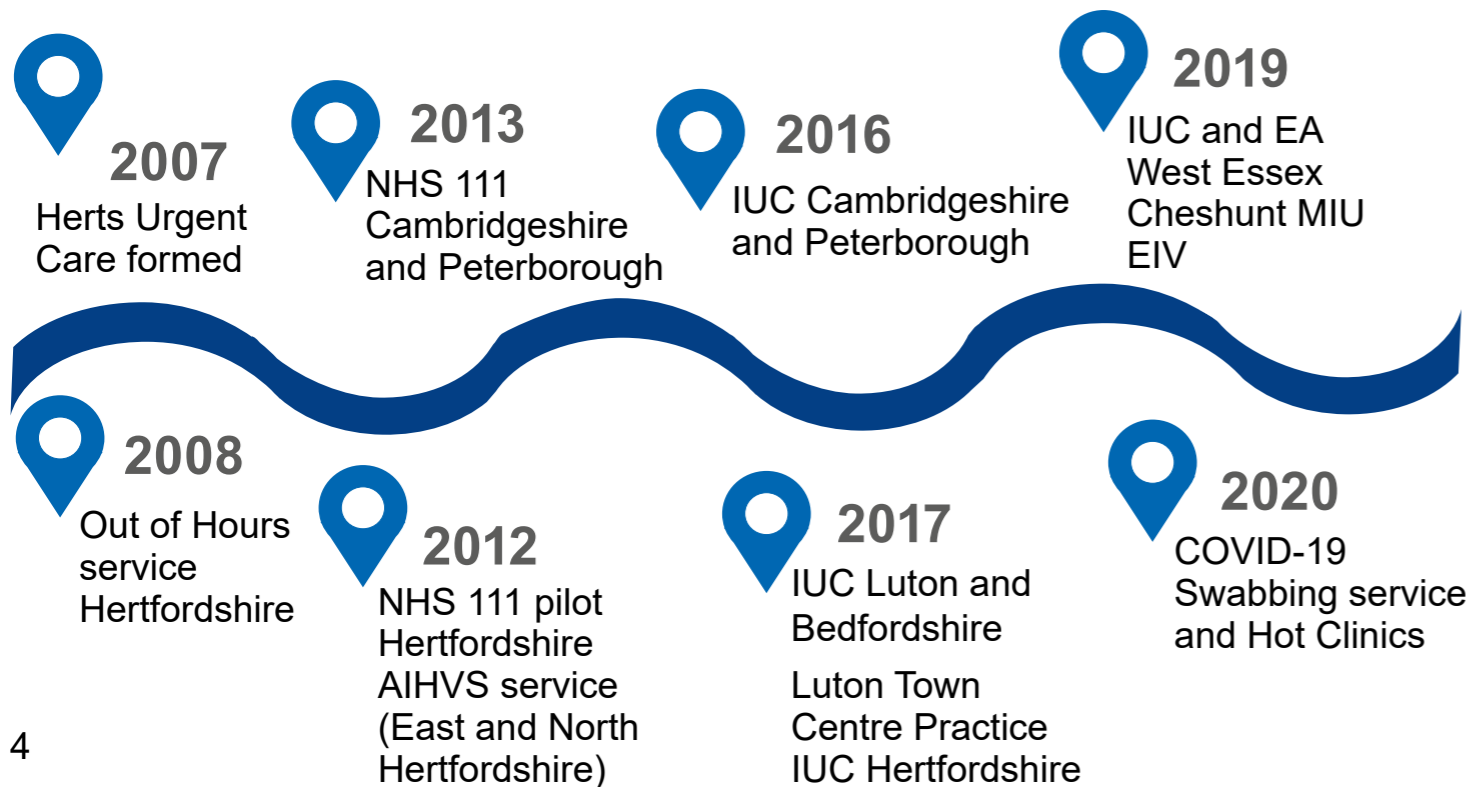 2007
Herts Urgent
Care formed
2013
NHS 111
Cambridgeshire
and Peterborough
2016
IUC Cambridgeshire
and Peterborough
2019
IUC and EA
West Essex
Cheshunt MIU
EIV
2008
Out of Hours
service
Hertfordshire
2012
NHS 111 pilot
Hertfordshire
AIHVS service
(East and North
Hertfordshire)
2017
IUC Luton and
Bedfordshire
Luton Town
Centre Practice
IUC Hertfordshire
2020
COVID-19
Swabbing service
and Hot Clinics
4